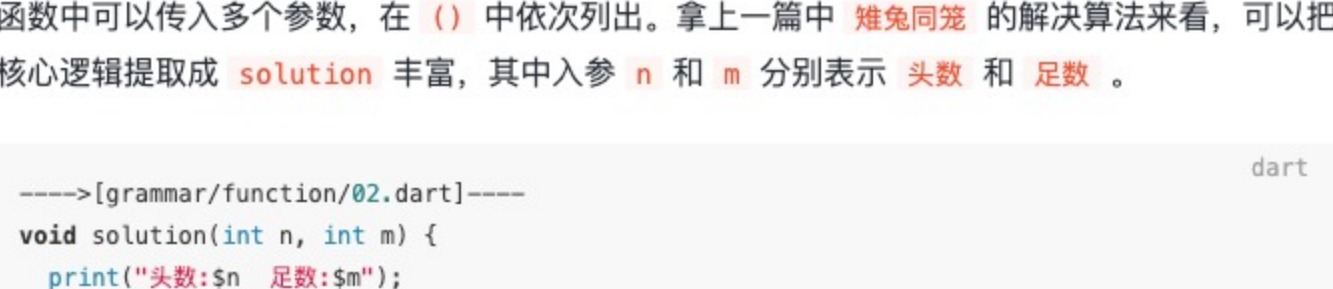 函数中可以传入多个参数，在 () 中依次列出。拿上一篇中 雉兔同笼 的解决算法来看，可以把
核心逻辑提取成 solution 丰富，其中入参 n 和 m 分别表示 头数 和 足数 。
dart
---->[grammar/function/02.dart]----
void solution(int n, int m) {
  print("头数:$n  足数:$m");